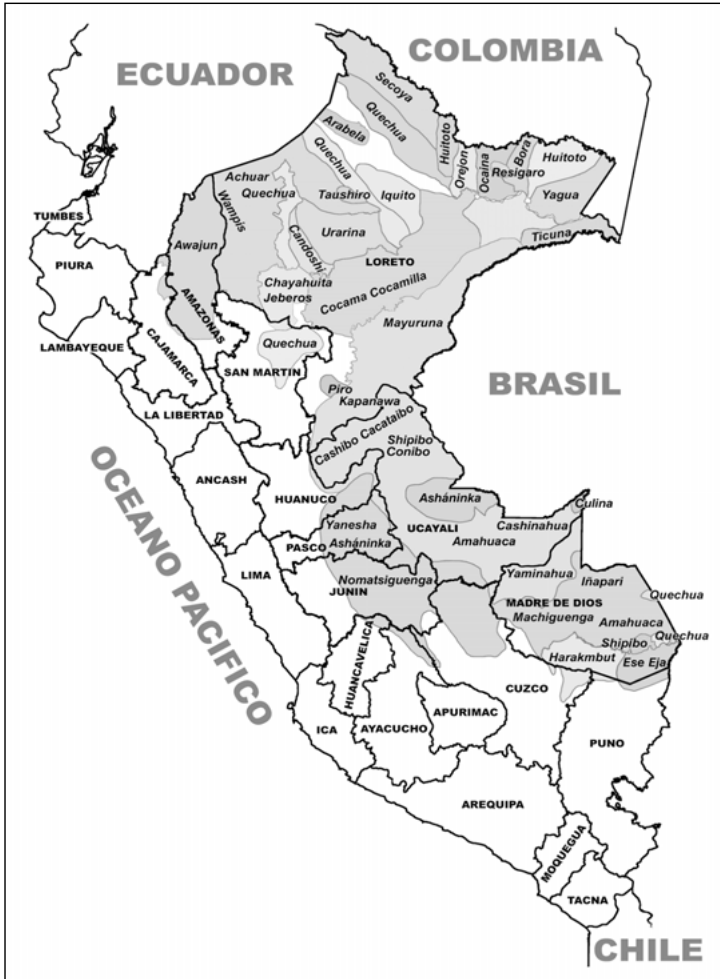 COLOMBIA
ECUADOR
Secoya
Quechua
Arabela
Huitoto
Orejon
Ocaina
Bora
Resigaro
Huitoto
Yagua
Quechua
Achuar
Quechua
Wampis
Taushiro
Iquito
Ticuna
TUMBES
Awajun
Candoshi
Urarina
LORETO
PIURA
Chayahuita
Jeberos
Cocama Cocamilla
AMAZONAS
Mayuruna
CAJAMARCA
LAMBAYEQUE
Quechua
SAN MARTIN
BRASIL
Piro
Kapanawa
LA LIBERTAD
Cashibo Cacataibo
Shipibo
Conibo
OCEANO PACIFICO
ANCASH
HUANUCO
Asháninka
Culina
Yanesha
UCAYALI
Cashinahua
Amahuaca
PASCO
Asháninka
LIMA
Nomatsiguenga
JUNIN
Yaminahua
Iñapari
Quechua
MADRE DE DIOS
Machiguenga
Amahuaca
Shipibo
Quechua
Harakmbut
Ese Eja
HUANCAVELICA
CUZCO
ICA
AYACUCHO
APURIMAC
PUNO
AREQUIPA
MOQUEGUA
TACNA
CHILE